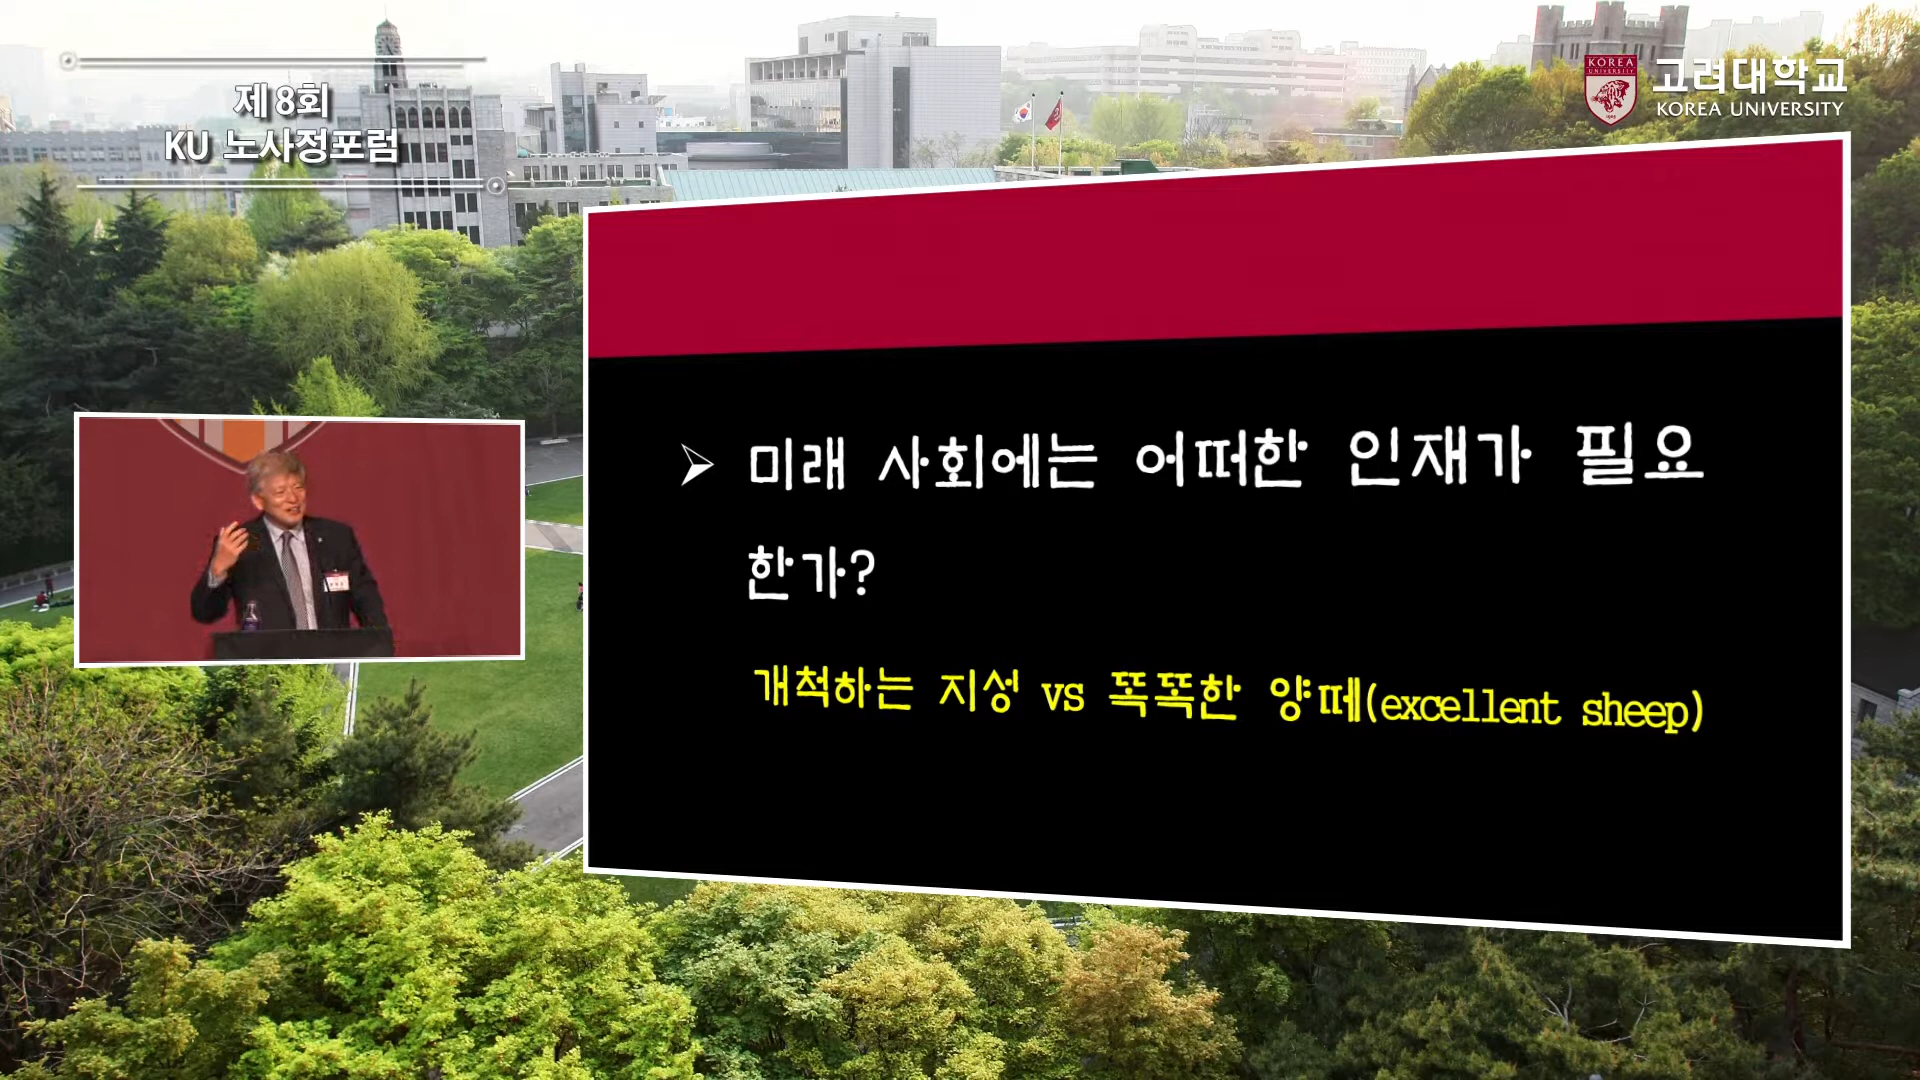 제8회
KU 노사정포럼
KOREA
UNIVERSITY
1905
고려대학교
KOREA UNIVERSITY
미래 사회에는 어떠한 인재가 필요
한가?
개척하는 지성 vs 똑똑한 양떼(excellent sheep)